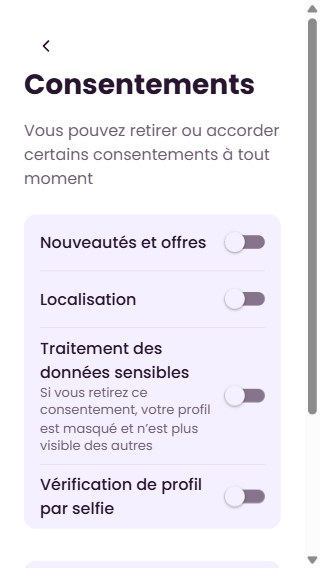 Consentements
Vous pouvez retirer ou accorder
certains consentements à tout
moment
Nouveautés et offres
Localisation
Traitement des
données sensibles
Si vous retirez ce
consentement, votre profil
est masqué et n’est plus
visible des autres
Vérification de profil
par selfie